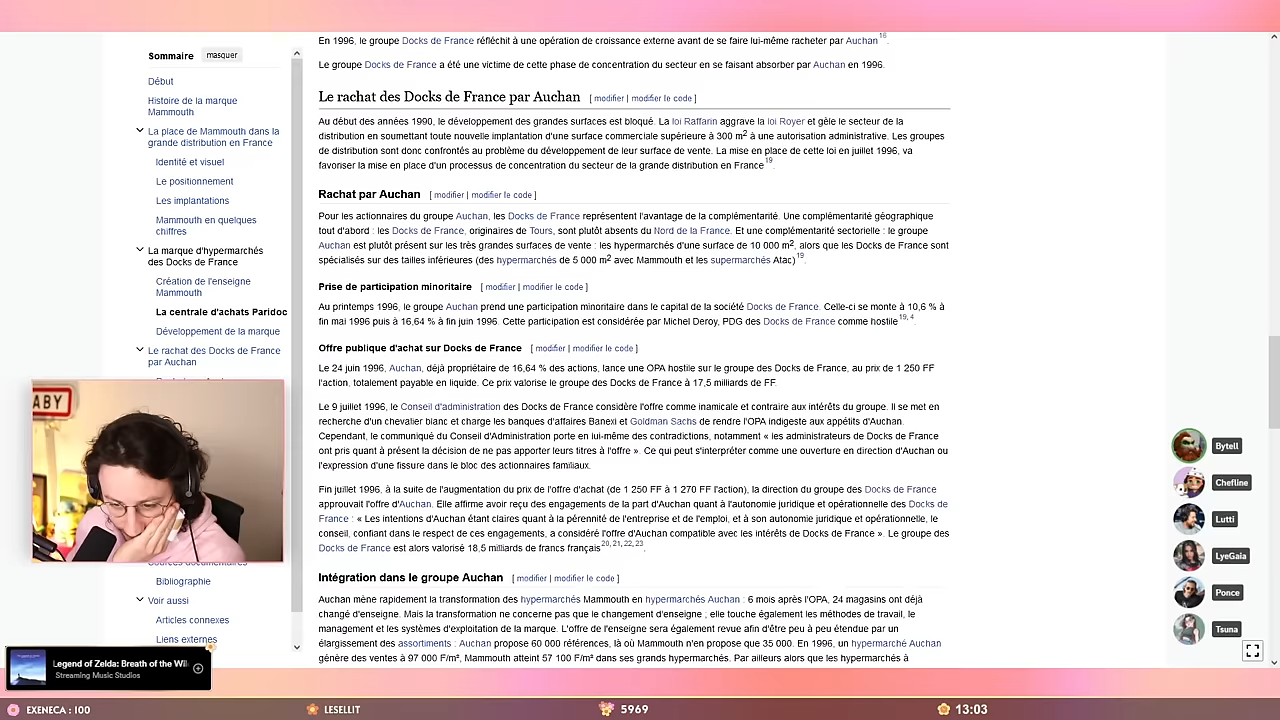 Sommaire masquer
Début
Histoire de la marque
Mammouth
La place de Mammouth dans la
grande distribution en France
Identité et visuel
Le positionnement
Les implantations
Mammouth en quelques
chiffres
La marque d'hypermarchés
des Docks de France
Création de l'enseigne
Mammouth
La centrale d'achats Paridoc
Développement de la marque
Le rachat des Docks de France
par Auchan
Bibliographie
Voir aussi
Articles connexes
Liens externes
En 1996, le groupe Docks de France réfléchit à une opération de croissance externe avant de se faire lui-même racheter par Auchan16.
Le groupe Docks de France a été une victime de cette phase de concentration du secteur en se faisant absorber par Auchan en 1996.
Le rachat des Docks de France par Auchan [ modifier | modifier le code ]
Au début des années 1990, le développement des grandes surfaces est bloqué. La loi Raffarin aggrave la loi Royer et gèle le secteur de la
distribution en soumettant toute nouvelle implantation d'une surface commerciale supérieure à 300 m2 à une autorisation administrative. Les groupes
de distribution sont donc confrontés au problème du développement de leur surface de vente. La mise en place de cette loi en juillet 1996, va
favoriser la mise en place d'un processus de concentration du secteur de la grande distribution en France19.
Rachat par Auchan [ modifier | modifier le code ]
Pour les actionnaires du groupe Auchan, les Docks de France représentent l'avantage de la complémentarité. Une complémentarité géographique
tout d'abord : les Docks de France, originaires de Tours, sont plutôt absents du Nord de la France. Et une complémentarité sectorielle : le groupe
Auchan est plutôt présent sur les très grandes surfaces de vente : les hypermarchés d'une surface de 10 000 m2, alors que les Docks de France sont
spécialisés sur des tailles inférieures (des hypermarchés de 5 000 m2 avec Mammouth et les supermarchés Atac)19.
Prise de participation minoritaire [ modifier | modifier le code ]
Au printemps 1996, le groupe Auchan prend une participation minoritaire dans le capital de la société Docks de France. Celle-ci se monte à 10,6 % à
fin mai 1996 puis à 16,64 % à fin juin 1996. Cette participation est considérée par Michel Deroy, PDG des Docks de France comme hostile19, 4.
Offre publique d'achat sur Docks de France [ modifier | modifier le code ]
Le 24 juin 1996, Auchan, déjà propriétaire de 16,64 % des actions, lance une OPA hostile sur le groupe des Docks de France, au prix de 1 250 FF
l'action, totalement payable en liquide. Ce prix valorise le groupe des Docks de France à 17,5 milliards de FF.
Le 9 juillet 1996, le Conseil d'administration des Docks de France considère l'offre comme inamicale et contraire aux intérêts du groupe. Il se met en
recherche d'un chevalier blanc et charge les banques d'affaires Banexi et Goldman Sachs de rendre l'OPA indigeste aux appétits d'Auchan.
Cependant, le communiqué du Conseil d'Administration porte en lui-même des contradictions, notamment « les administrateurs de Docks de France
ont pris quant à présent la décision de ne pas apporter leurs titres à l'offre ». Ce qui peut s'interpréter comme une ouverture en direction d'Auchan ou
l'expression d'une fissure dans le bloc des actionnaires familiaux.
Fin juillet 1996, à la suite de l'augmentation du prix de l'offre d'achat (de 1 250 FF à 1 270 FF l'action), la direction du groupe des Docks de France
approuvait l'offre d'Auchan. Elle affirme avoir reçu des engagements de la part d'Auchan quant à l'autonomie juridique et opérationnelle des Docks de
France : « Les intentions d'Auchan étant claires quant à la pérennité de l'entreprise et de l'emploi, et à son autonomie juridique et opérationnelle, le
conseil, confiant dans le respect de ces engagements, a considéré l'offre d'Auchan compatible avec les intérêts de Docks de France ». Le groupe des
Docks de France est alors valorisé 18,5 milliards de francs français20, 21, 22, 23.
Intégration dans le groupe Auchan [ modifier | modifier le code ]
Auchan mène rapidement la transformation des hypermarchés Mammouth en hypermarchés Auchan : 6 mois après l'OPA, 24 magasins ont déjà
changé d'enseigne. Mais la transformation ne concerne pas que le changement d'enseigne ; elle touche également les méthodes de travail, le
management et les systèmes d'exploitation de la marque. L'offre de l'enseigne sera également revue afin d'être peu à peu étendue par un
élargissement des assortiments : Auchan propose 60 000 références, là où Mammouth n'en propose que 35 000. En 1996, un hypermarché Auchan
génère des ventes à 97 000 F/m², Mammouth atteint 57 100 F/m² dans ses grands hypermarchés. Par ailleurs alors que les hypermarchés à
ABY
Bytell
Chefline
Lutti
LyeGaia
Ponce
Tsuna
Legend of Zelda: Breath of the Wil
Streaming Music Studios
EXENECA : 100
LESELLIT
5969
13:03